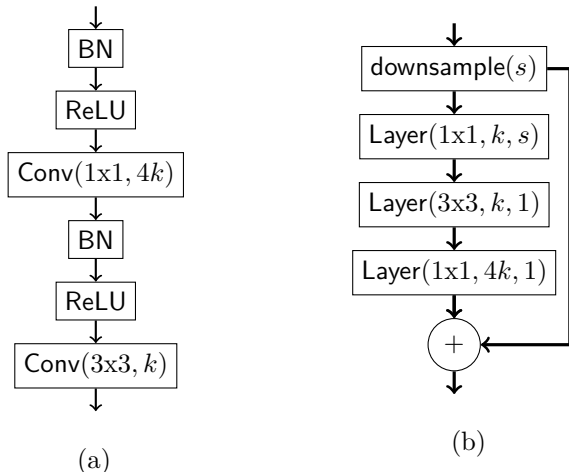 BN
ReLU
Conv(1x1, 4k)
BN
ReLU
Conv(3x3, k)
(a)
downsample(s)
Layer(1x1, k, s)
Layer(3x3, k, 1)
Layer(1x1, 4k, 1)
+
(b)